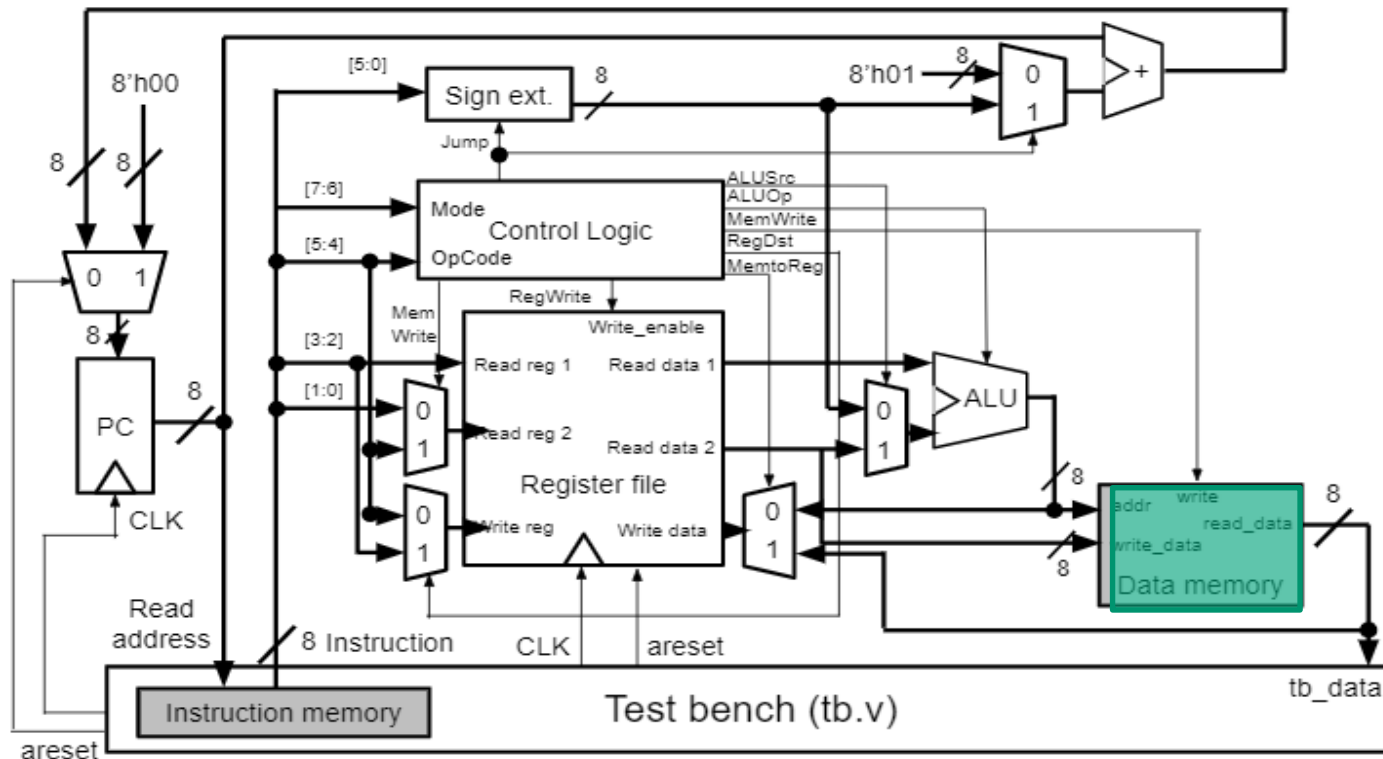 [5:0]
8
8'h01
8
0
1
+
8'h00
Sign ext.
Jump
8
8
[7:6]
Mode
Control Logic
ALUSrc
ALUOp
MemWrite
RegDst
MemtoReg
[5:4]
OpCode
0 1
Mem
Write
RegWrite
Write_enable
8
[3:2]
Read reg 1
Read data 1
[1:0]
0
1
Read reg 2
Read data 2
0
1
ALU
PC
8
Register file
0
1
Write reg
Write data
0
1
8
8
addr
write
read_data
write_data
Data memory
8
CLK
Read
address
8 Instruction
CLK
areset
Instruction memory
Test bench (tb.v)
tb_data
areset